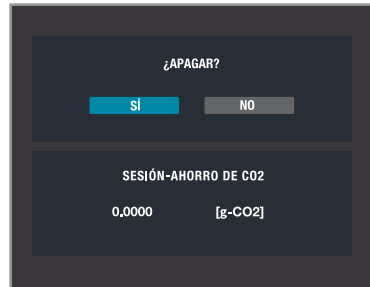 ¿APAGAR?
SÍ NO
SESIÓN-AHORRO DE CO2
0.0000 [g-CO2]